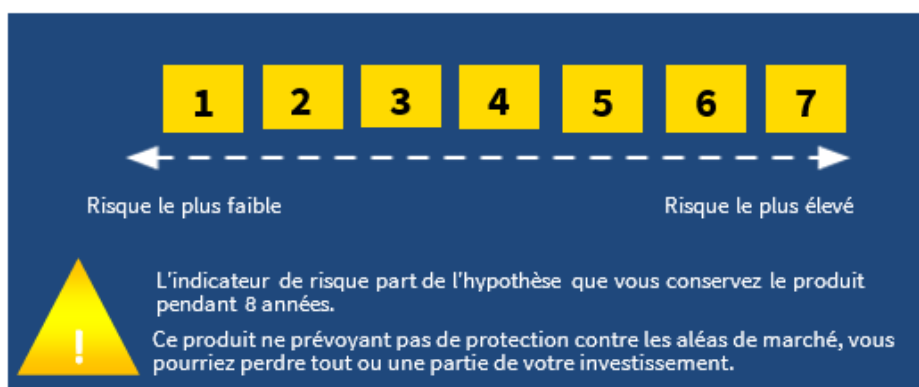 1 2 3 4 5 6 7
Risque le plus faible Risque le plus élevé
L'indicateur de risque part de l'hypothèse que vous conservez le produit
pendant 8 années.
Ce produit ne prévoyant pas de protection contre les aléas de marché, vous
pourriez perdre tout ou une partie de votre investissement.
!